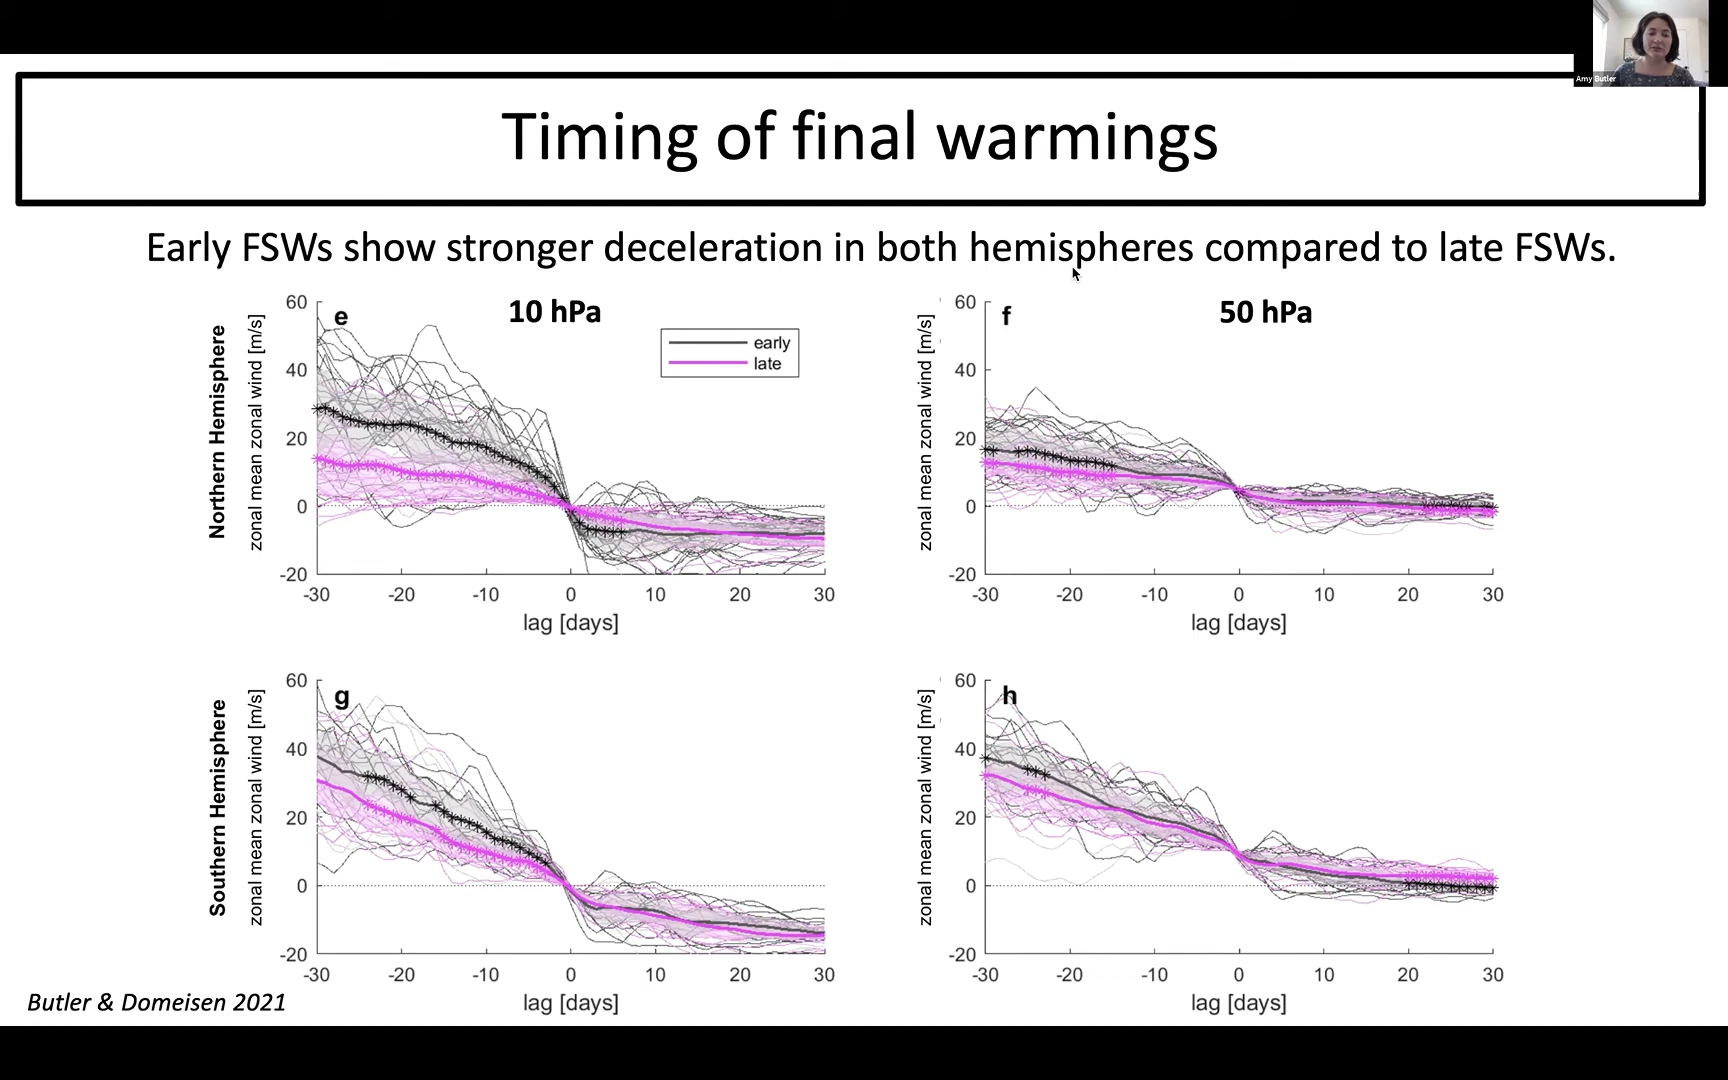 Amy Butler
Timing of final warmings
Early FSWs show stronger deceleration in both hemispheres compared to late FSWs.
10 hPa
50 hPa
Northern Hemisphere
zonal mean zonal wind [m/s]
60
40
20
0
-20
e
early
late
-30 -20 -10 0 10 20 30
lag [days]
zonal mean zonal wind [m/s]
60
40
20
0
-20
f
-30 -20 -10 0 10 20 30
lag [days]
Southern Hemisphere
zonal mean zonal wind [m/s]
60
40
20
0
-20
g
-30 -20 -10 0 10 20 30
lag [days]
zonal mean zonal wind [m/s]
60
40
20
0
-20
h
-30 -20 -10 0 10 20 30
lag [days]
Butler & Domeisen 2021